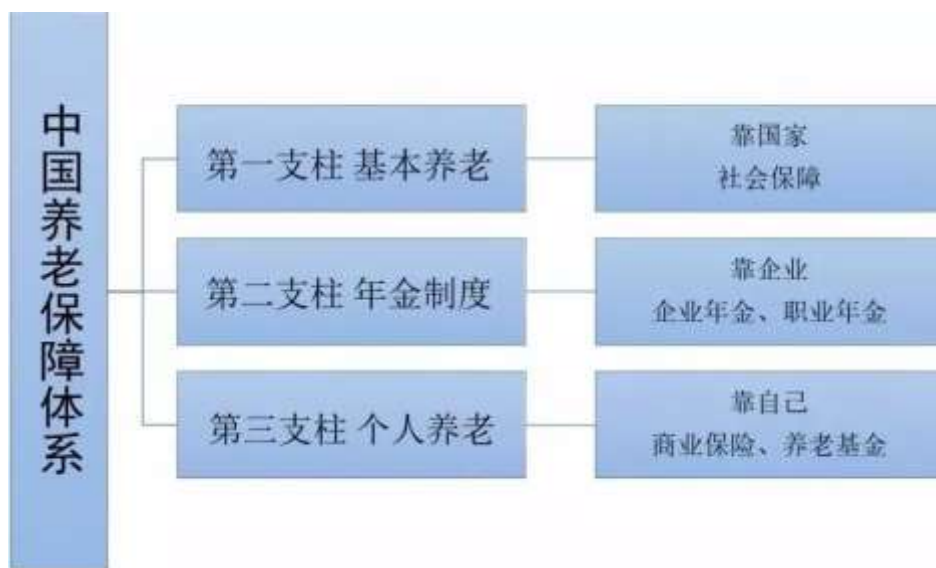 中国养老保障体系
第一支柱 基本养老
靠国家
社会保障
第二支柱 年金制度
靠企业
企业年金、职业年金
第三支柱 个人养老
靠自己
商业保险、养老基金